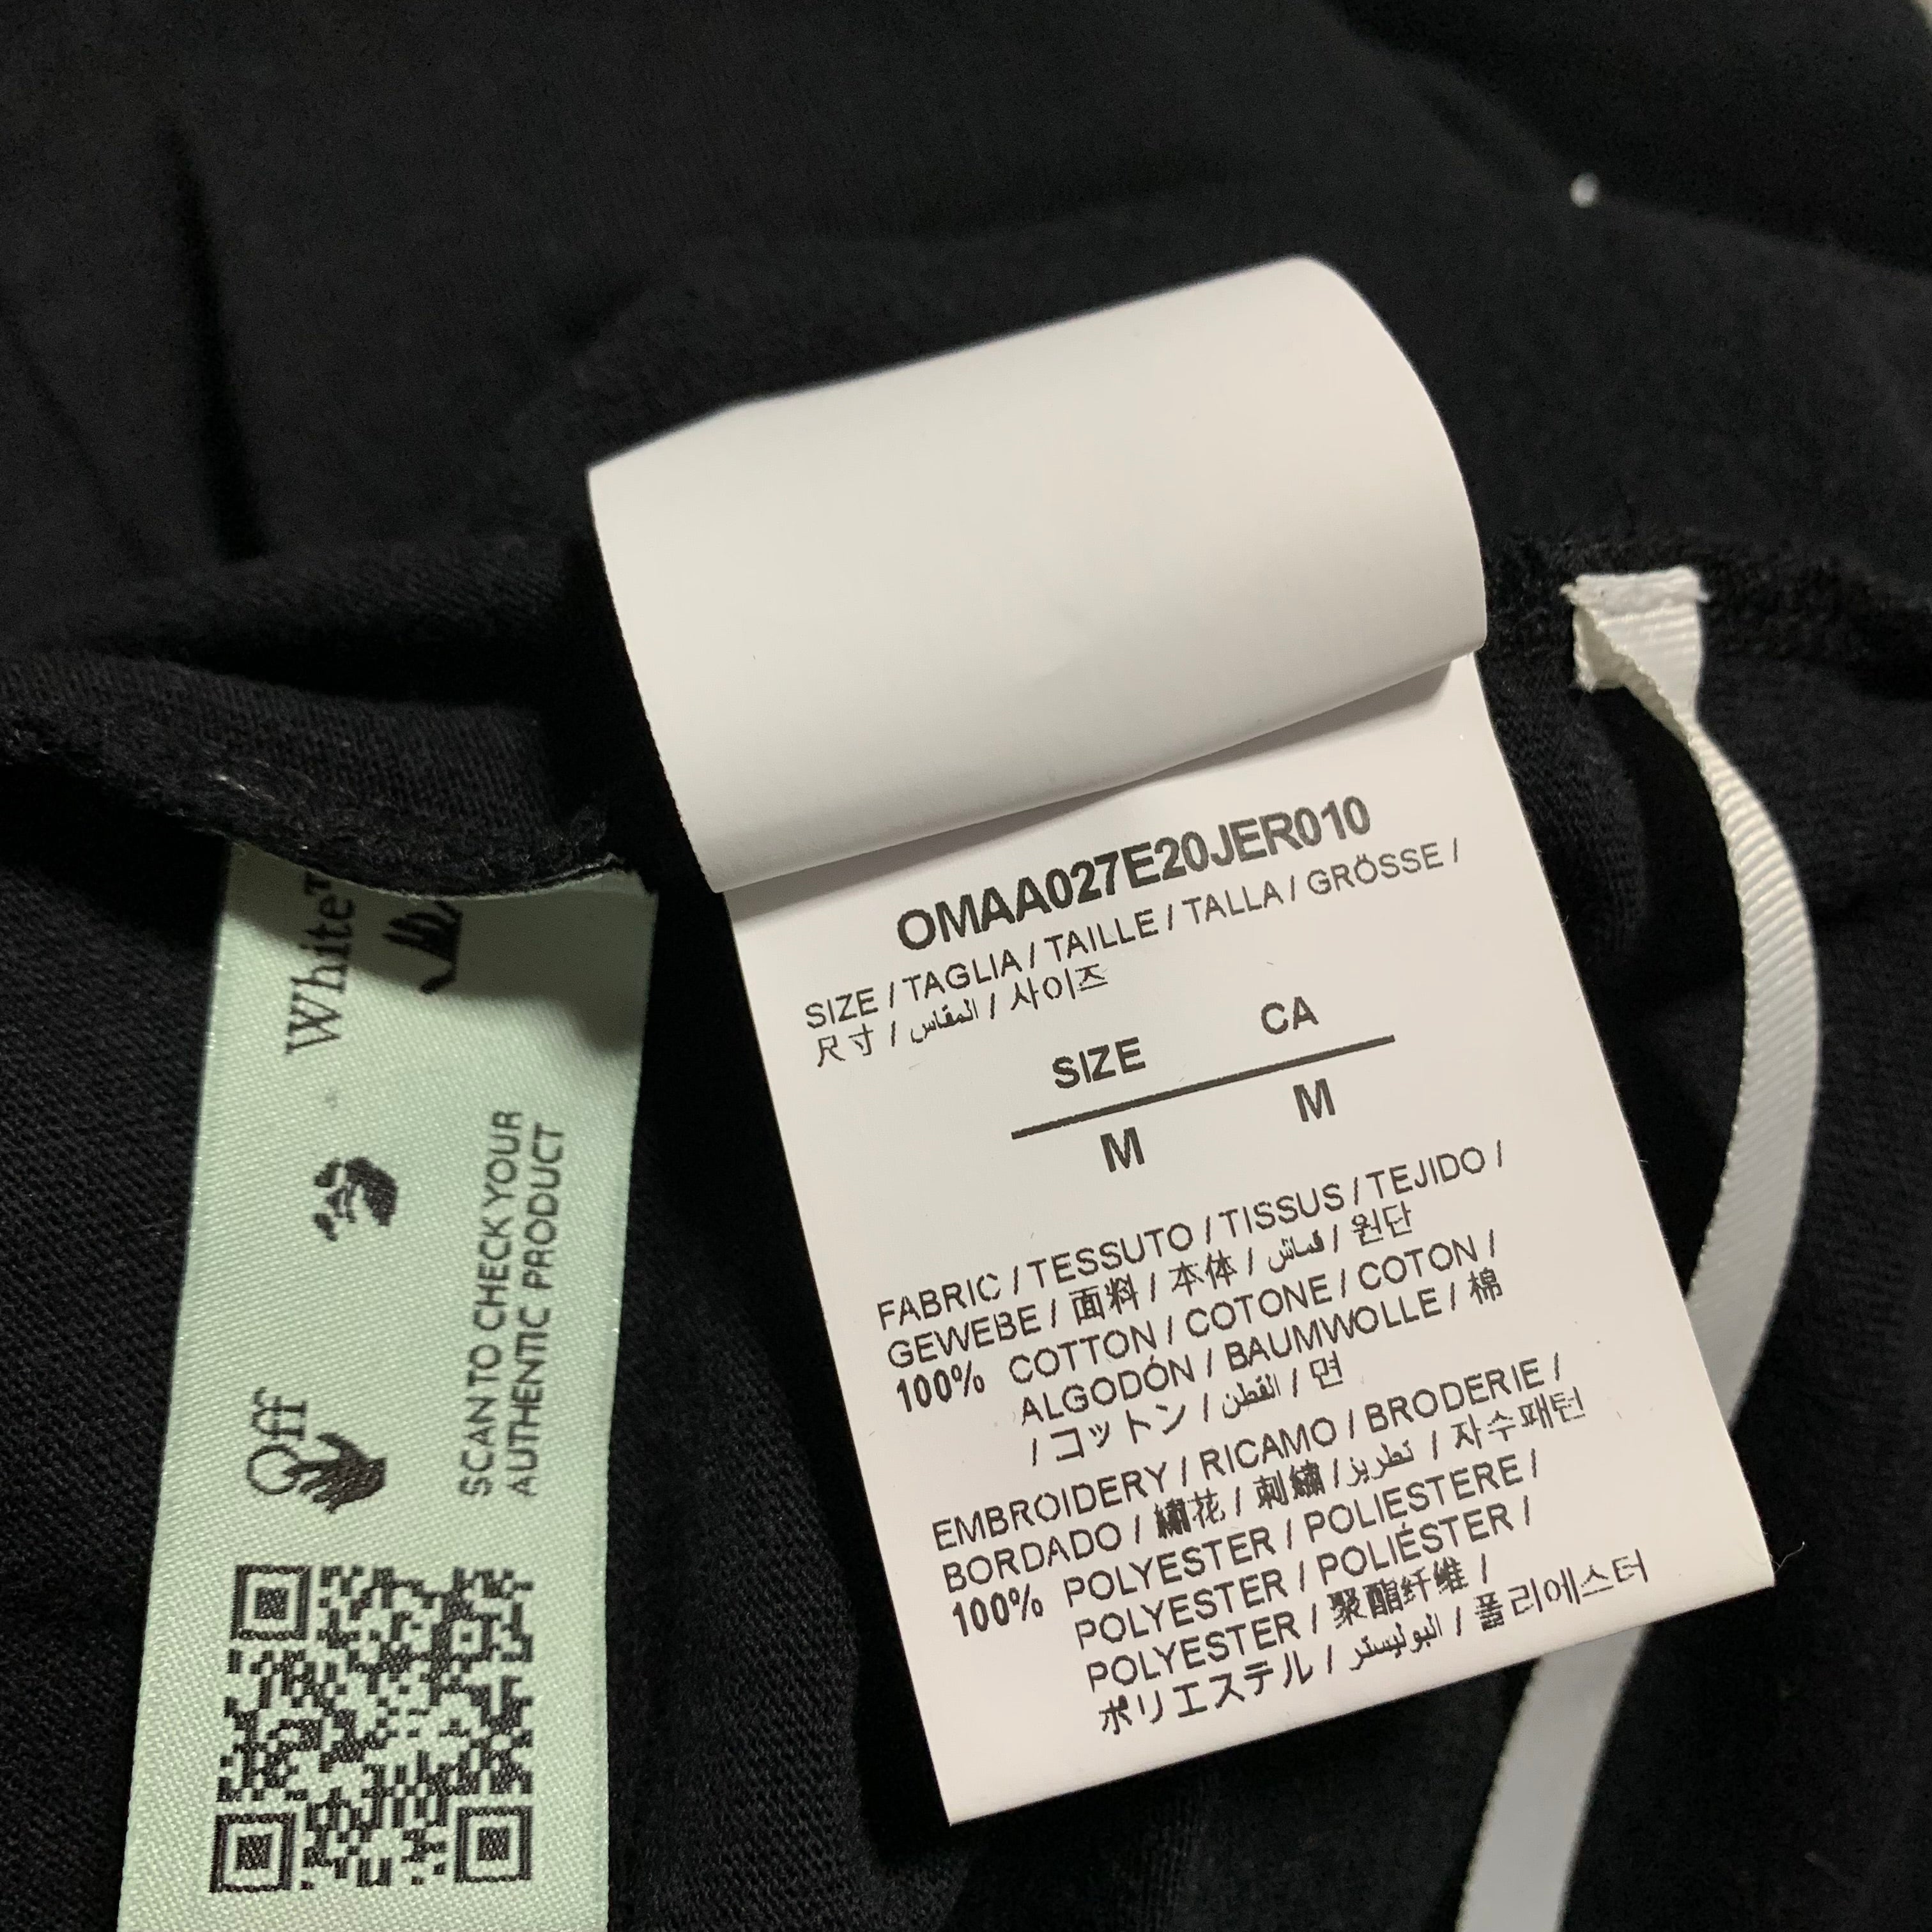 Off White™
SCAN TO CHECK YOUR
AUTHENTIC PRODUCT
OMAA027E20JER010
SIZE / TAGLIA / TAILLE / TALLA / GRÖSSE /
尺寸 / المقاس / 사이즈
SIZE CA
M M
FABRIC / TESSUTO / TISSUS / TEJIDO /
GEWEBE / 面料 / 本体 / قماش / 원단
100% COTTON / COTONE / COTON /
ALGODÓN / BAUMWOLLE / 棉
/ コットン / القطن / 면
EMBROIDERY / RICAMO / BRODERIE /
BORDADO / 繡花 / 刺繍 / تطريز / 자수패턴
100% POLYESTER / POLIESTERE /
POLYESTER / POLIÉSTER /
POLYESTER / 聚酯纤维 /
ポリエステル / البوليستر / 폴리에스터